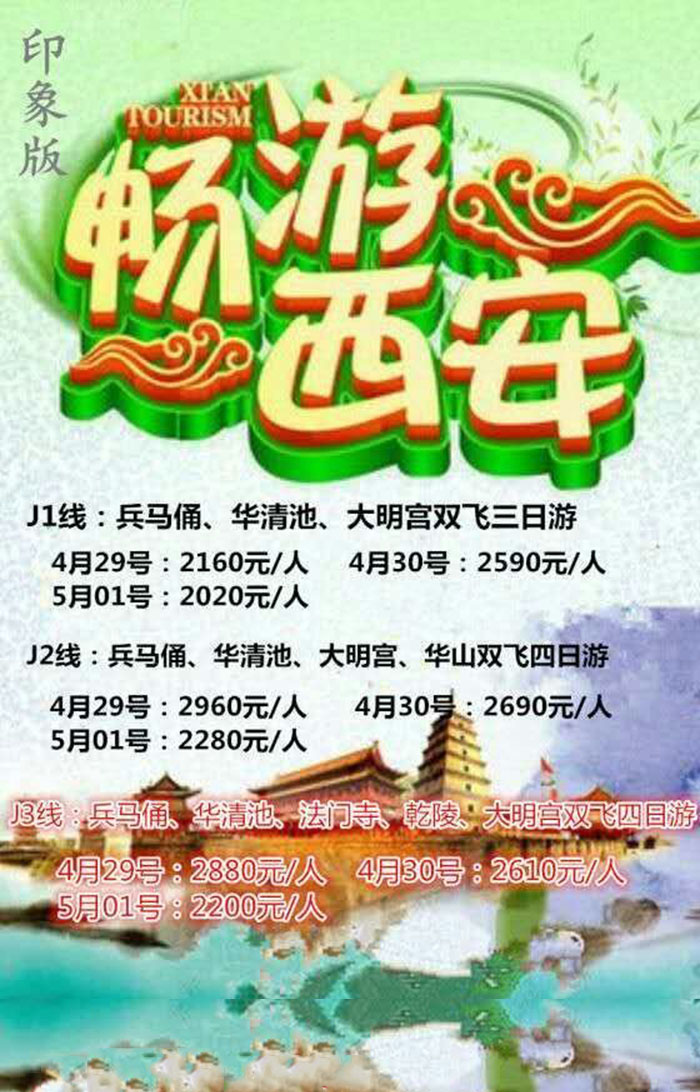 印象版
XI'AN
TOURISM
畅游
西安
J1线：兵马俑、华清池、大明宫双飞三日游
4月29号：2160元/人 4月30号：2590元/人
5月01号：2020元/人
J2线：兵马俑、华清池、大明宫、华山双飞四日游
4月29号：2960元/人 4月30号：2690元/人
5月01号：2280元/人
J3线：兵马俑、华清池、法门寺、乾陵、大明宫双飞四日游
4月29号：2880元/人 4月30号：2610元/人
5月01号：2200元/人